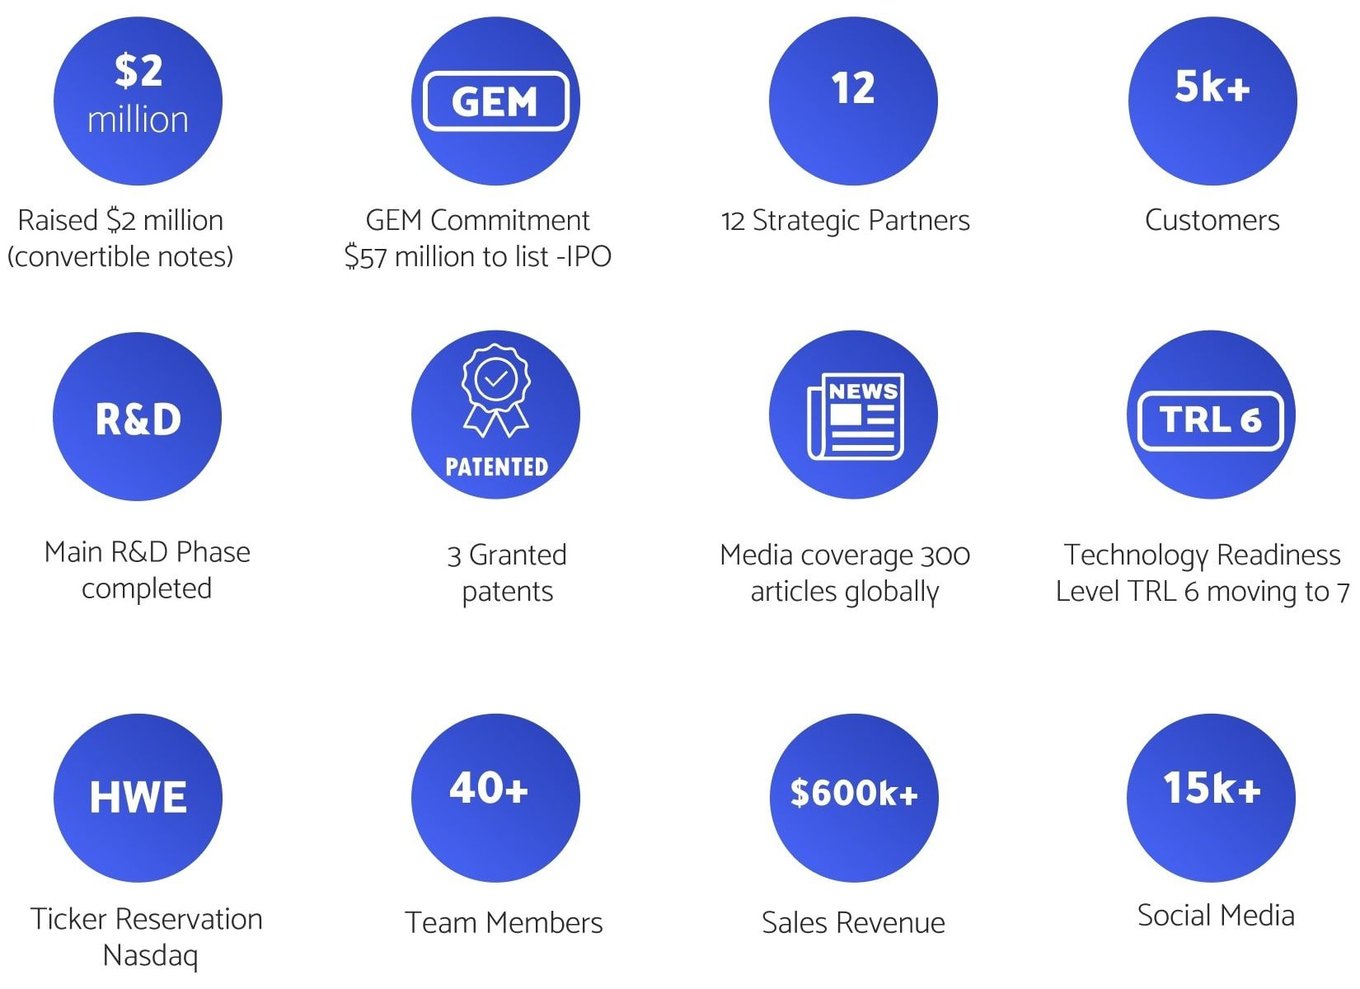 $2
million
Raised $2 million
(convertible notes)
GEM
GEM Commitment
$57 million to list -IPO
12
12 Strategic Partners
5k+
Customers
R&D
Main R&D Phase
completed
PATENTED
3 Granted
patents
NEWS
Media coverage 300
articles globally
TRL 6
Technology Readiness
Level TRL 6 moving to 7
HWE
Ticker Reservation
Nasdaq
40+
Team Members
$600k+
Sales Revenue
15k+
Social Media